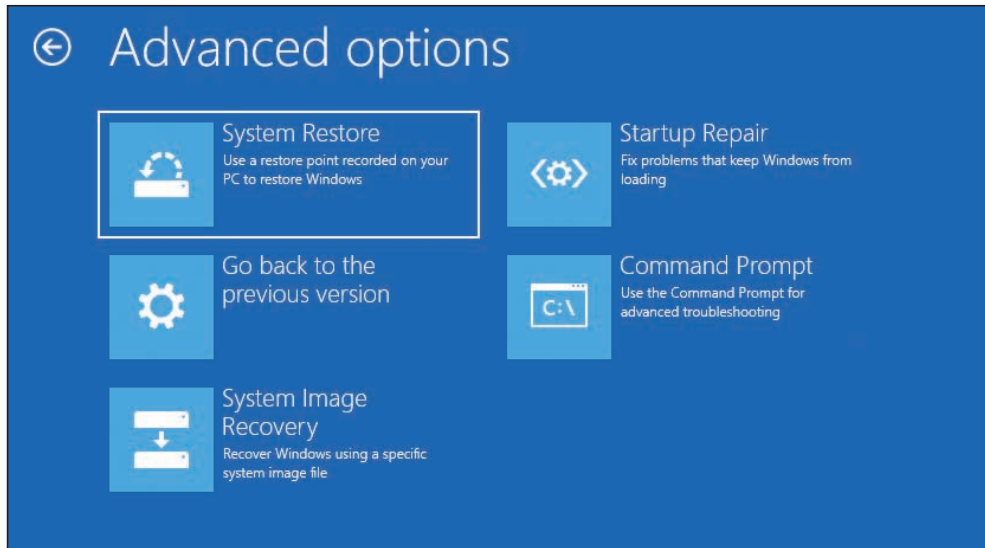 Advanced options
System Restore
Use a restore point recorded on your
PC to restore Windows
Startup Repair
Fix problems that keep Windows from
loading
Go back to the
previous version
Command Prompt
Use the Command Prompt for
advanced troubleshooting
C:\
System Image
Recovery
Recover Windows using a specific
system image file